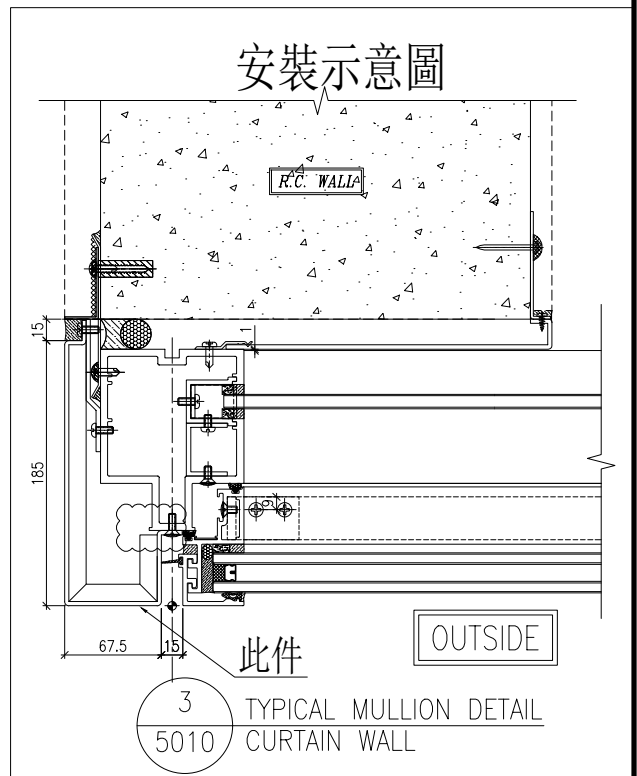 安裝示意圖
R.C. WALL
15
1
185
9
67.5
15
此件
OUTSIDE
3
5010
TYPICAL MULLION DETAIL
CURTAIN WALL